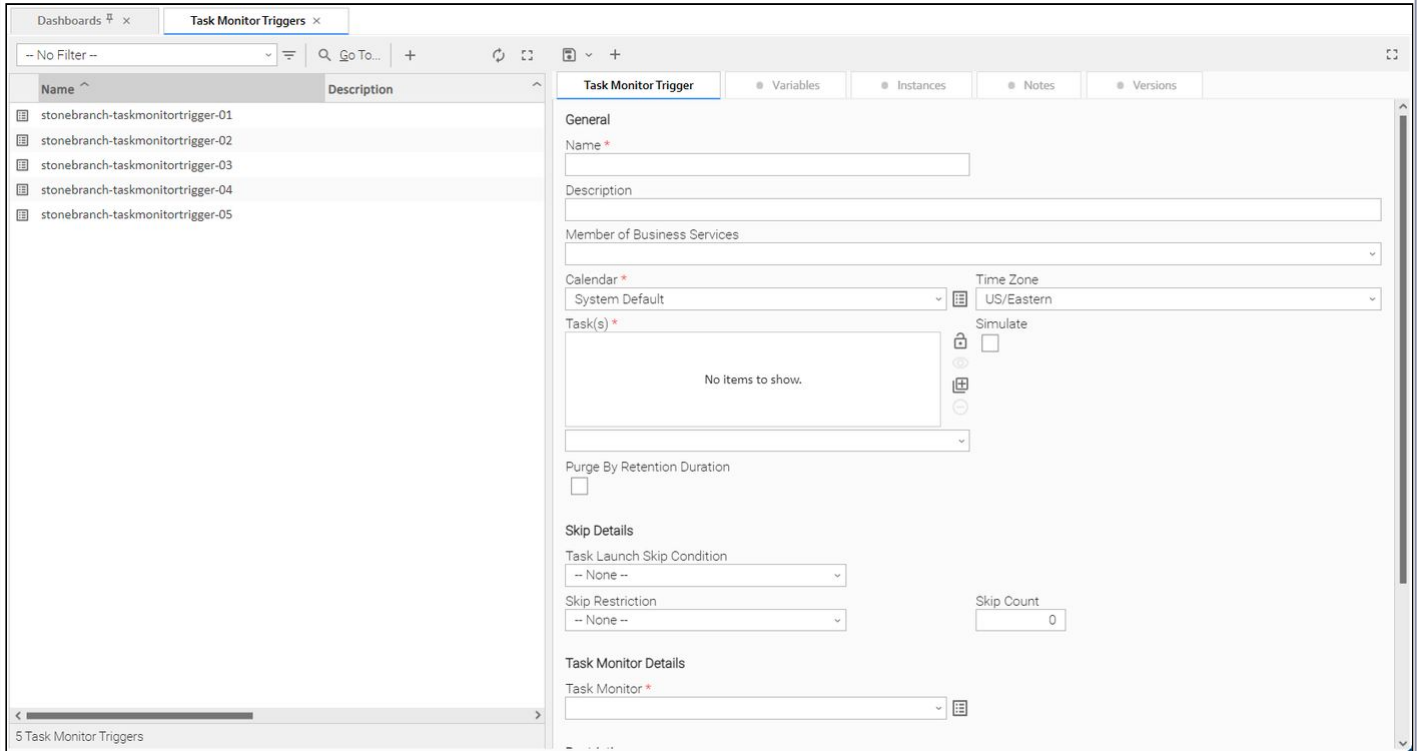 Dashboards
Task Monitor Triggers
-- No Filter --
Go To...
Name
Description
stonebranch-taskmonitortrigger-01
stonebranch-taskmonitortrigger-02
stonebranch-taskmonitortrigger-03
stonebranch-taskmonitortrigger-04
stonebranch-taskmonitortrigger-05
5 Task Monitor Triggers
Task Monitor Trigger
Variables
Instances
Notes
Versions
General
Name *
Description
Member of Business Services
Calendar *
Time Zone
System Default
US/Eastern
Task(s) *
Simulate
No items to show.
Purge By Retention Duration
Skip Details
Task Launch Skip Condition
-- None --
Skip Restriction
Skip Count
-- None --
0
Task Monitor Details
Task Monitor *